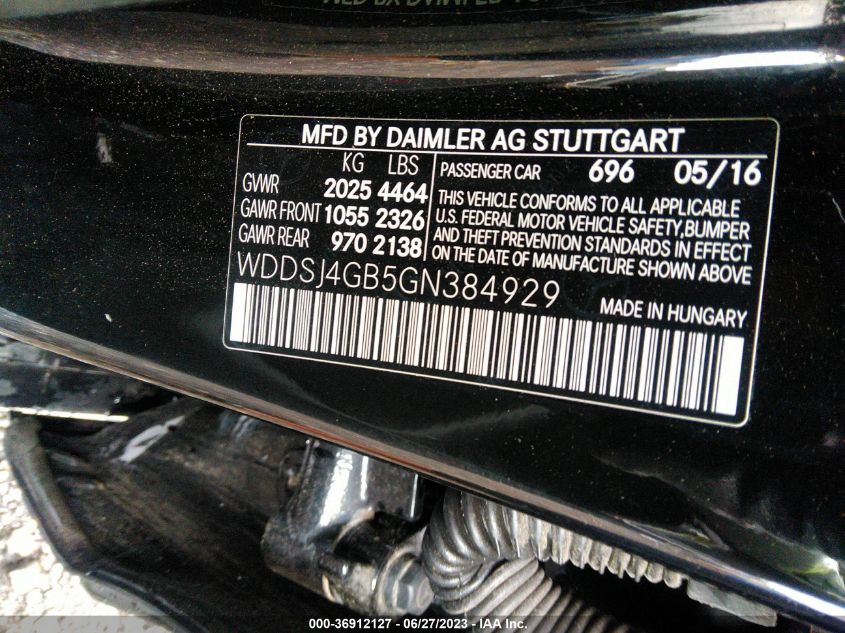 MFD BY DAIMLER AG STUTTGART
KG LBS
GVWR 2025 4464
GAWR FRONT 1055 2326
GAWR REAR 970 2138
PASSENGER CAR 696 05/16
THIS VEHICLE CONFORMS TO ALL APPLICABLE
U.S. FEDERAL MOTOR VEHICLE SAFETY, BUMPER
AND THEFT PREVENTION STANDARDS IN EFFECT
ON THE DATE OF MANUFACTURE SHOWN ABOVE
WDDSJ4GB5GN384929
MADE IN HUNGARY
000-36912127 - 06/27/2023 - IAA Inc.